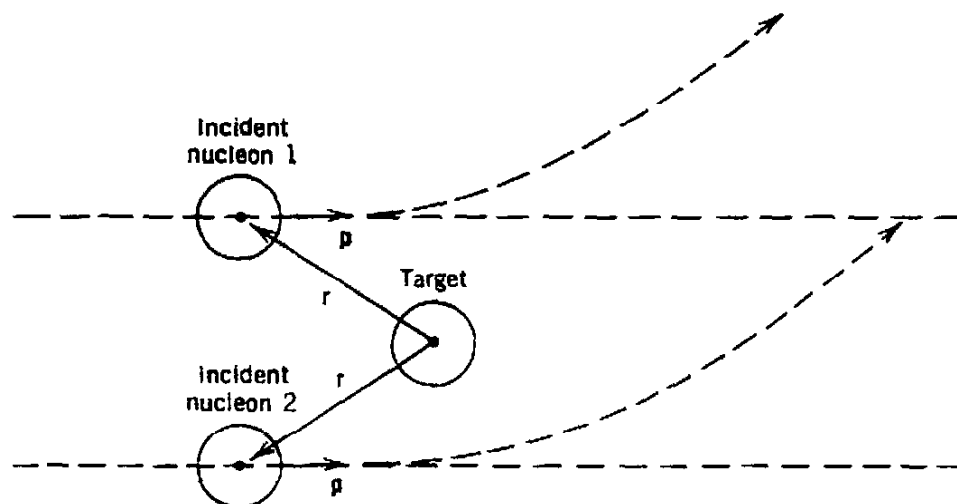 Incident
nucleon 1
p
Target
r
r
Incident
nucleon 2
p